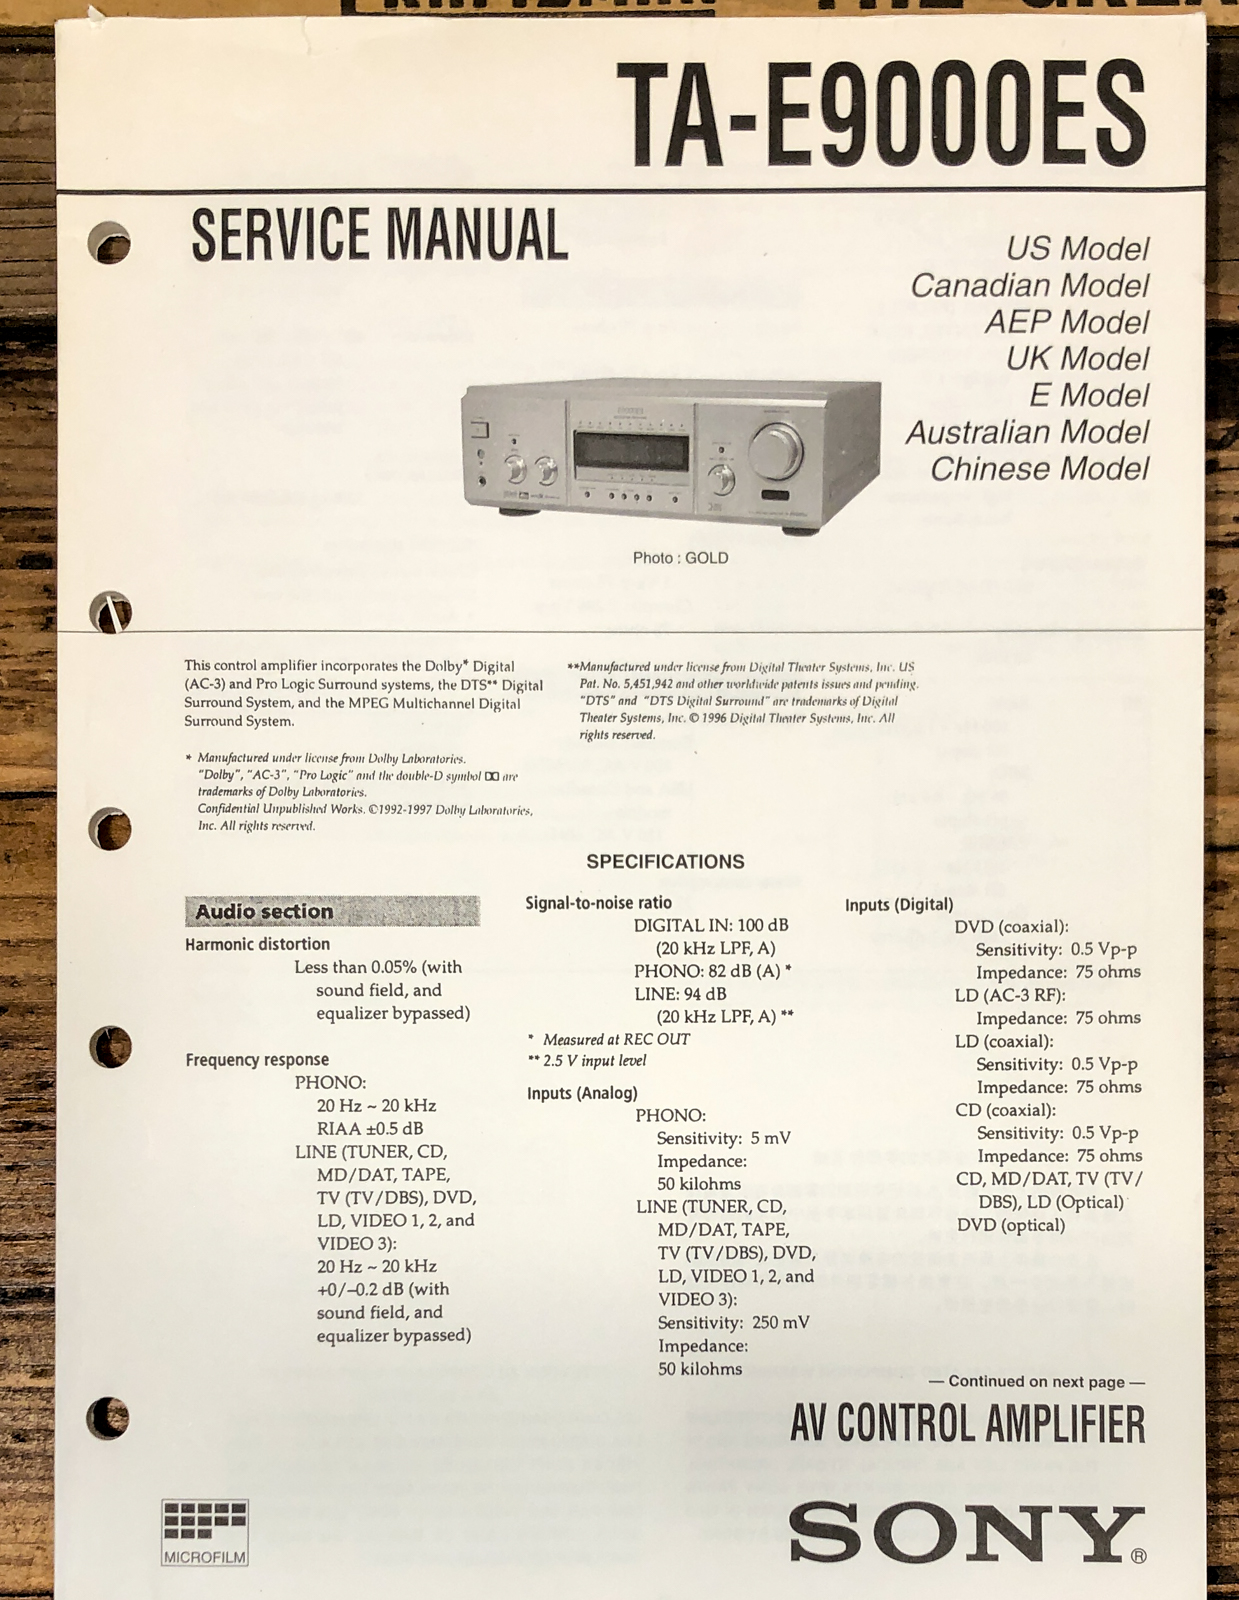 TA-E9000ES
SERVICE MANUAL
US Model
Canadian Model
AEP Model
UK Model
E Model
Australian Model
Chinese Model
Photo : GOLD
This control amplifier incorporates the Dolby* Digital
(AC-3) and Pro Logic Surround systems, the DTS** Digital
Surround System, and the MPEG Multichannel Digital
Surround System.
* Manufactured under license from Dolby Laboratories.
"Dolby", "AC-3", "Pro Logic" and the double-D symbol are
trademarks of Dolby Laboratories.
Confidential Unpublished Works. ©1992-1997 Dolby Laboratories,
Inc. All rights reserved.
**Manufactured under license from Digital Theater Systems, Inc. US
Pat. No. 5,451,942 and other worldwide patents issues and pending.
"DTS" and "DTS Digital Surround" are trademarks of Digital
Theater Systems, Inc. © 1996 Digital Theater Systems, Inc. All
rights reserved.
SPECIFICATIONS
Audio section
Harmonic distortion
Less than 0.05% (with
sound field, and
equalizer bypassed)
Frequency response
PHONO:
20 Hz ~ 20 kHz
RIAA ±0.5 dB
LINE (TUNER, CD,
MD/DAT, TAPE,
TV (TV/DBS), DVD,
LD, VIDEO 1, 2, and
VIDEO 3):
20 Hz ~ 20 kHz
+0/–0.2 dB (with
sound field, and
equalizer bypassed)
Signal-to-noise ratio
DIGITAL IN: 100 dB
(20 kHz LPF, A)
PHONO: 82 dB (A) *
LINE: 94 dB
(20 kHz LPF, A) **
* Measured at REC OUT
** 2.5 V input level
Inputs (Analog)
PHONO:
Sensitivity: 5 mV
Impedance:
50 kilohms
LINE (TUNER, CD,
MD/DAT, TAPE,
TV (TV/DBS), DVD,
LD, VIDEO 1, 2, and
VIDEO 3):
Sensitivity: 250 mV
Impedance:
50 kilohms
Inputs (Digital)
DVD (coaxial):
Sensitivity: 0.5 Vp-p
Impedance: 75 ohms
LD (AC-3 RF):
Impedance: 75 ohms
LD (coaxial):
Sensitivity: 0.5 Vp-p
Impedance: 75 ohms
CD (coaxial):
Sensitivity: 0.5 Vp-p
Impedance: 75 ohms
CD, MD/DAT, TV (TV/
DBS), LD (Optical)
DVD (optical)
— Continued on next page —
AV CONTROL AMPLIFIER
MICROFILM
SONY®